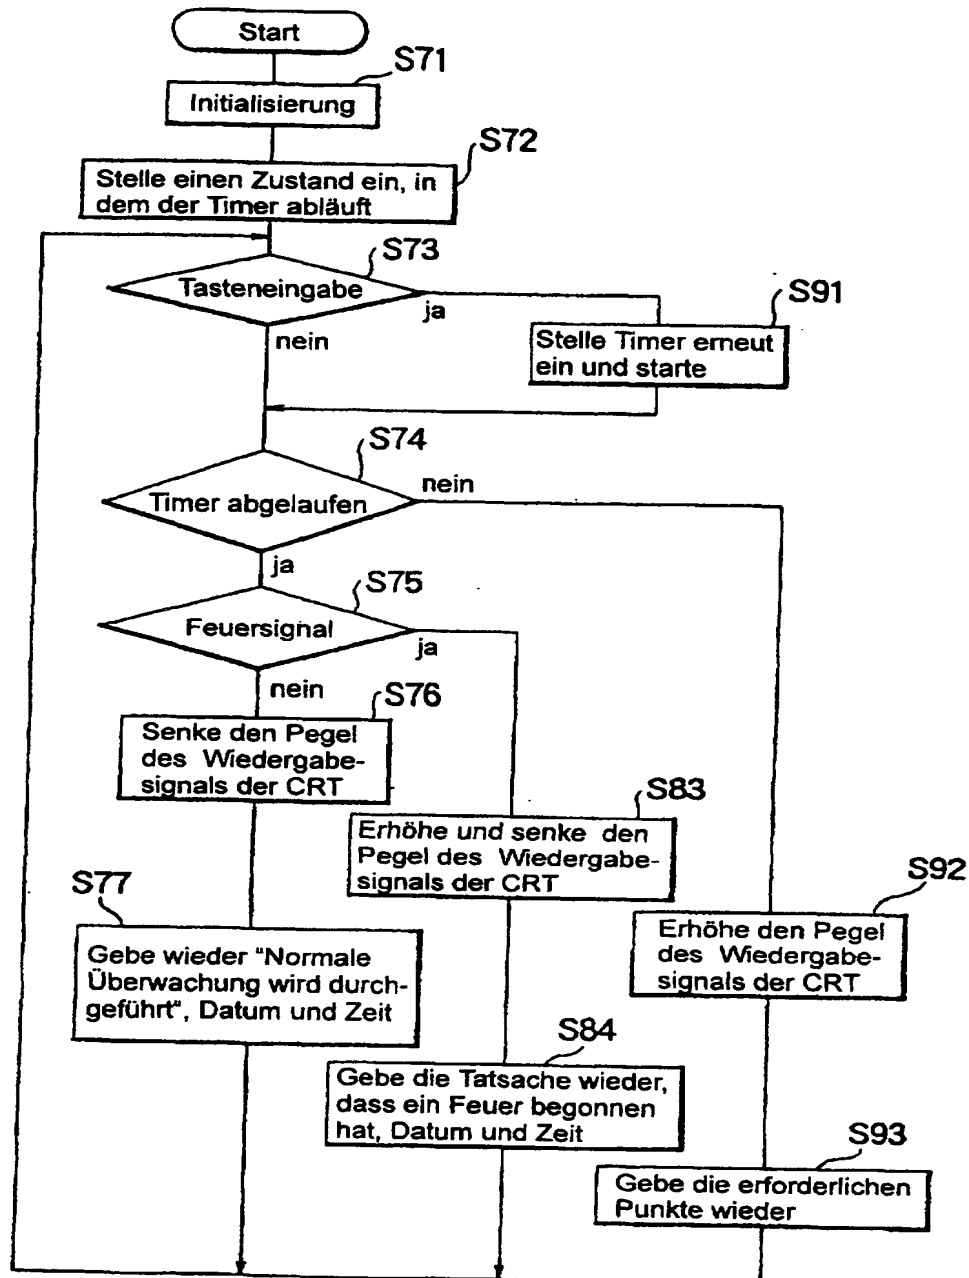 Start
S71
Initialisierung
S72
Stelle einen Zustand ein, in
dem der Timer abläuft
S73
Tasteneingabe
ja
nein
S91
Stelle Timer erneut
ein und starte
S74
Timer abgelaufen
nein
ja
S75
Feuersignal
ja
nein
S76
Senke den Pegel
des Wiedergabe-
signals der CRT
S83
Erhöhe und senke den
Pegel des Wiedergabe-
signals der CRT
S77
Gebe wieder "Normale
Überwachung wird durch-
geführt", Datum und Zeit
S92
Erhöhe den Pegel
des Wiedergabe-
signals der CRT
S84
Gebe die Tatsache wieder,
dass ein Feuer begonnen
hat, Datum und Zeit
S93
Gebe die erforderlichen
Punkte wieder